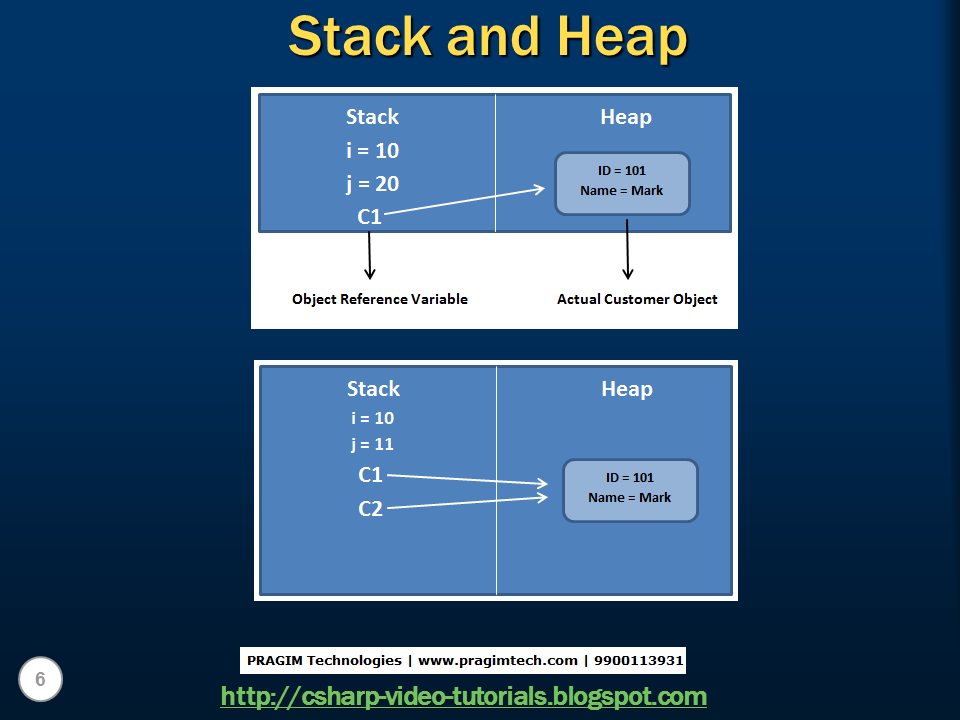 Stack and Heap
Stack
Heap
i = 10
j = 20
C1
ID = 101
Name = Mark
Object Reference Variable
Actual Customer Object
Stack
Heap
i = 10
j = 11
C1
C2
ID = 101
Name = Mark
PRAGIM Technologies | www.pragimtech.com | 9900113931
6
http://csharp-video-tutorials.blogspot.com